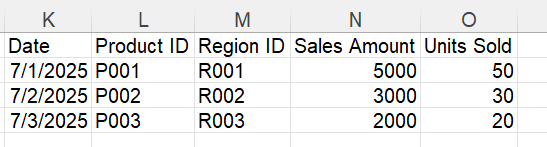 K L M N O
Date Product ID Region ID Sales Amount Units Sold
7/1/2025 P001 R001 5000 50
7/2/2025 P002 R002 3000 30
7/3/2025 P003 R003 2000 20